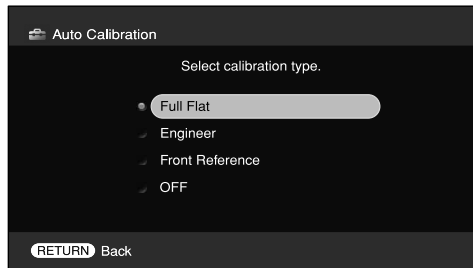 Auto Calibration
Select calibration type.
Full Flat
Engineer
Front Reference
OFF
RETURN Back